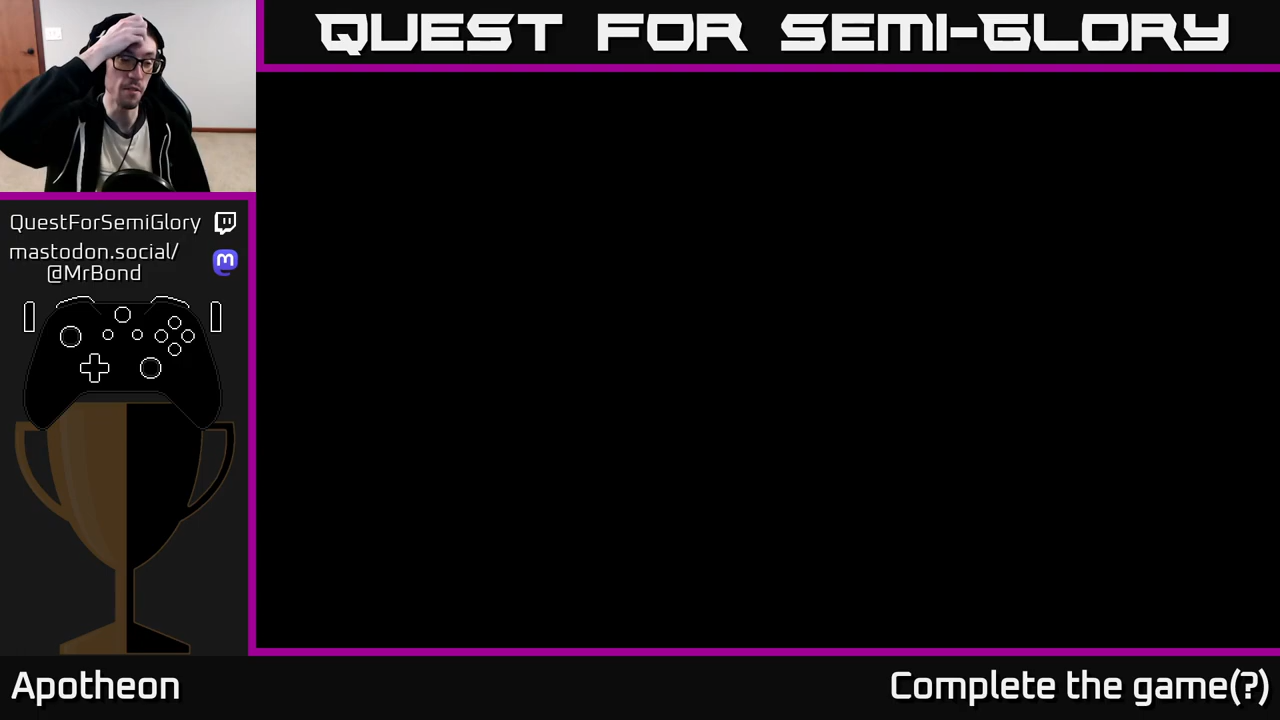 QUEST FOR SEMI-GLORY
QuestForSemiGlory
mastodon.social/
@MrBond
Apotheon
Complete the game(?)